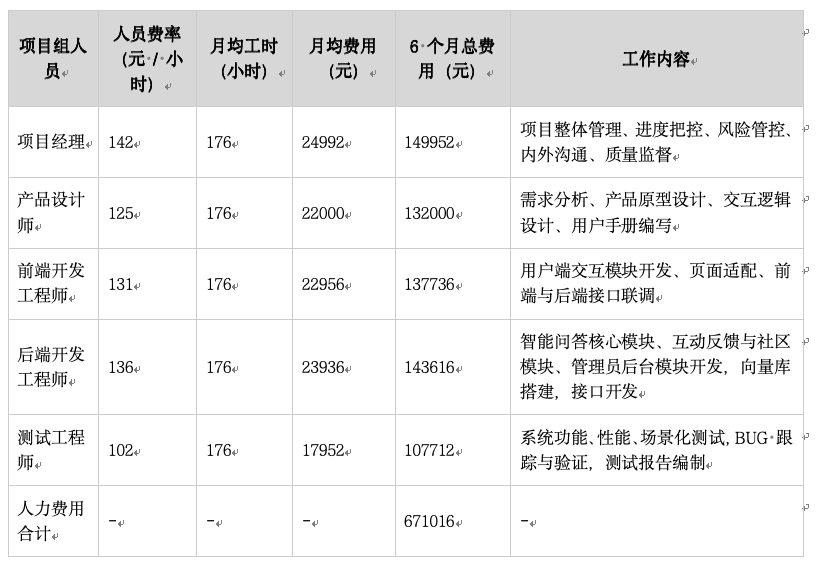 项目组人
员
人员费率
（元 / 小
时）
月均工时
（小时）
月均费用
（元）
6 个月总费
用（元）
工作内容
项目经理
142
176
24992
149952
项目整体管理、进度把控、风险管控、
内外沟通、质量监督
产品设计
师
125
176
22000
132000
需求分析、产品原型设计、交互逻辑
设计、用户手册编写
前端开发
工程师
131
176
22956
137736
用户端交互模块开发、页面适配、前
端与后端接口联调
后端开发
工程师
136
176
23936
143616
智能问答核心模块、互动反馈与社区
模块、管理员后台模块开发，向量库
搭建，接口开发
测试工程
师
102
176
17952
107712
系统功能、性能、场景化测试，BUG 跟
踪与验证，测试报告编制
人力费用
合计
-
-
-
671016
-